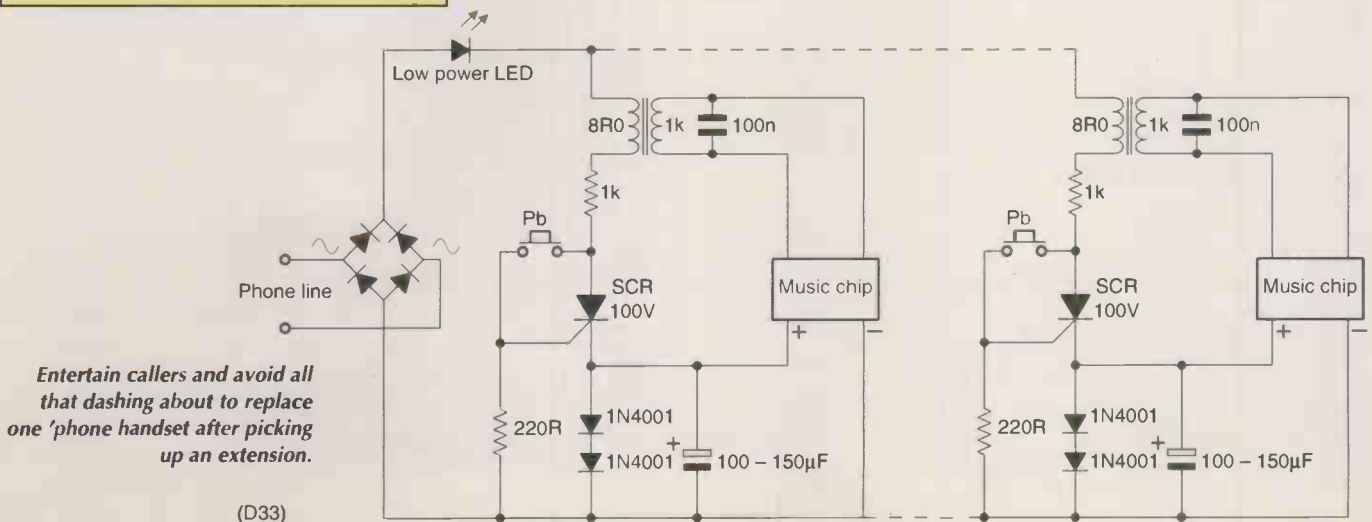 Low power LED
8R0
1k
100n
1k
Pb
Phone line
SCR
100V
Music chip
+
−
220R
1N4001
1N4001
+
100 – 150µF
8R0
1k
100n
1k
Pb
SCR
100V
Music chip
+
−
220R
1N4001
1N4001
+
100 – 150µF
Entertain callers and avoid all
that dashing about to replace
one 'phone handset after picking
up an extension.
(D33)